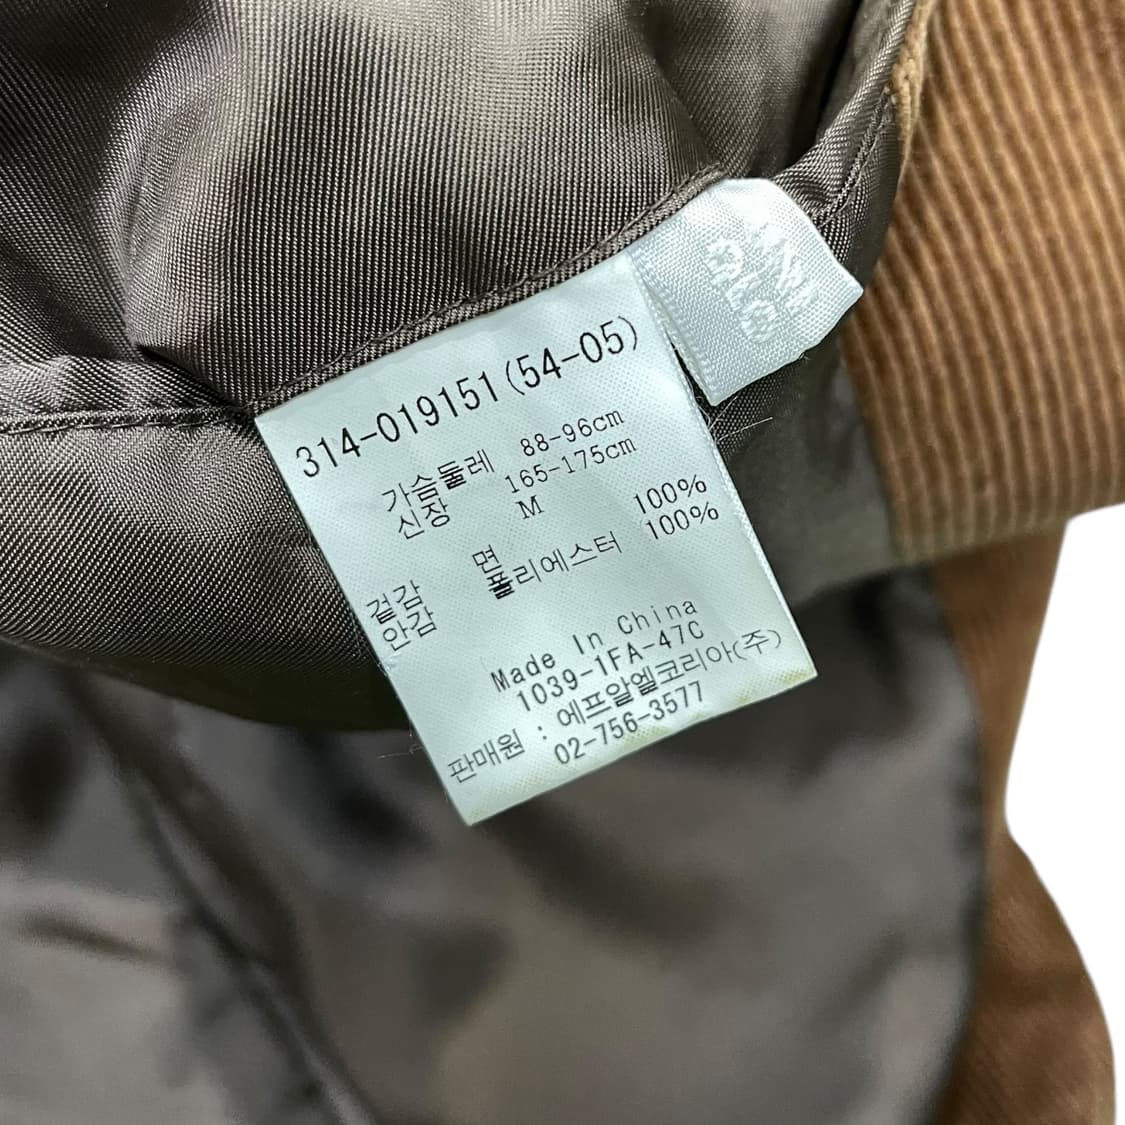 314-019151(54-05)
가슴둘레 88-96cm
신장 165-175cm
M
겉감 면 100%
안감 폴리에스터 100%
Made In China
1039-1FA-47C
판매원 : 에프알엘코리아(주)
02-756-3577